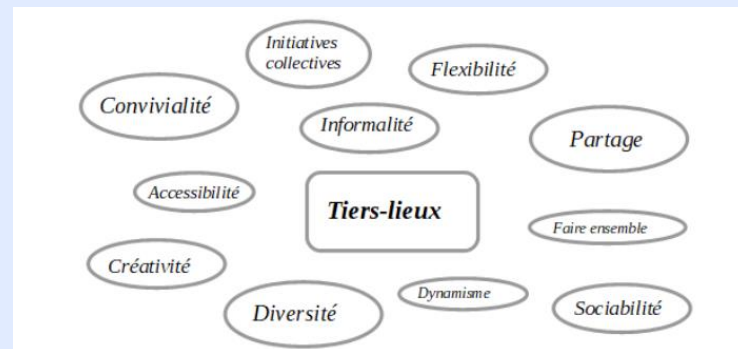 Initiatives
collectives
Flexibilité
Convivialité
Informalité
Partage
Accessibilité
Tiers-lieux
Faire ensemble
Créativité
Dynamisme
Diversité
Sociabilité